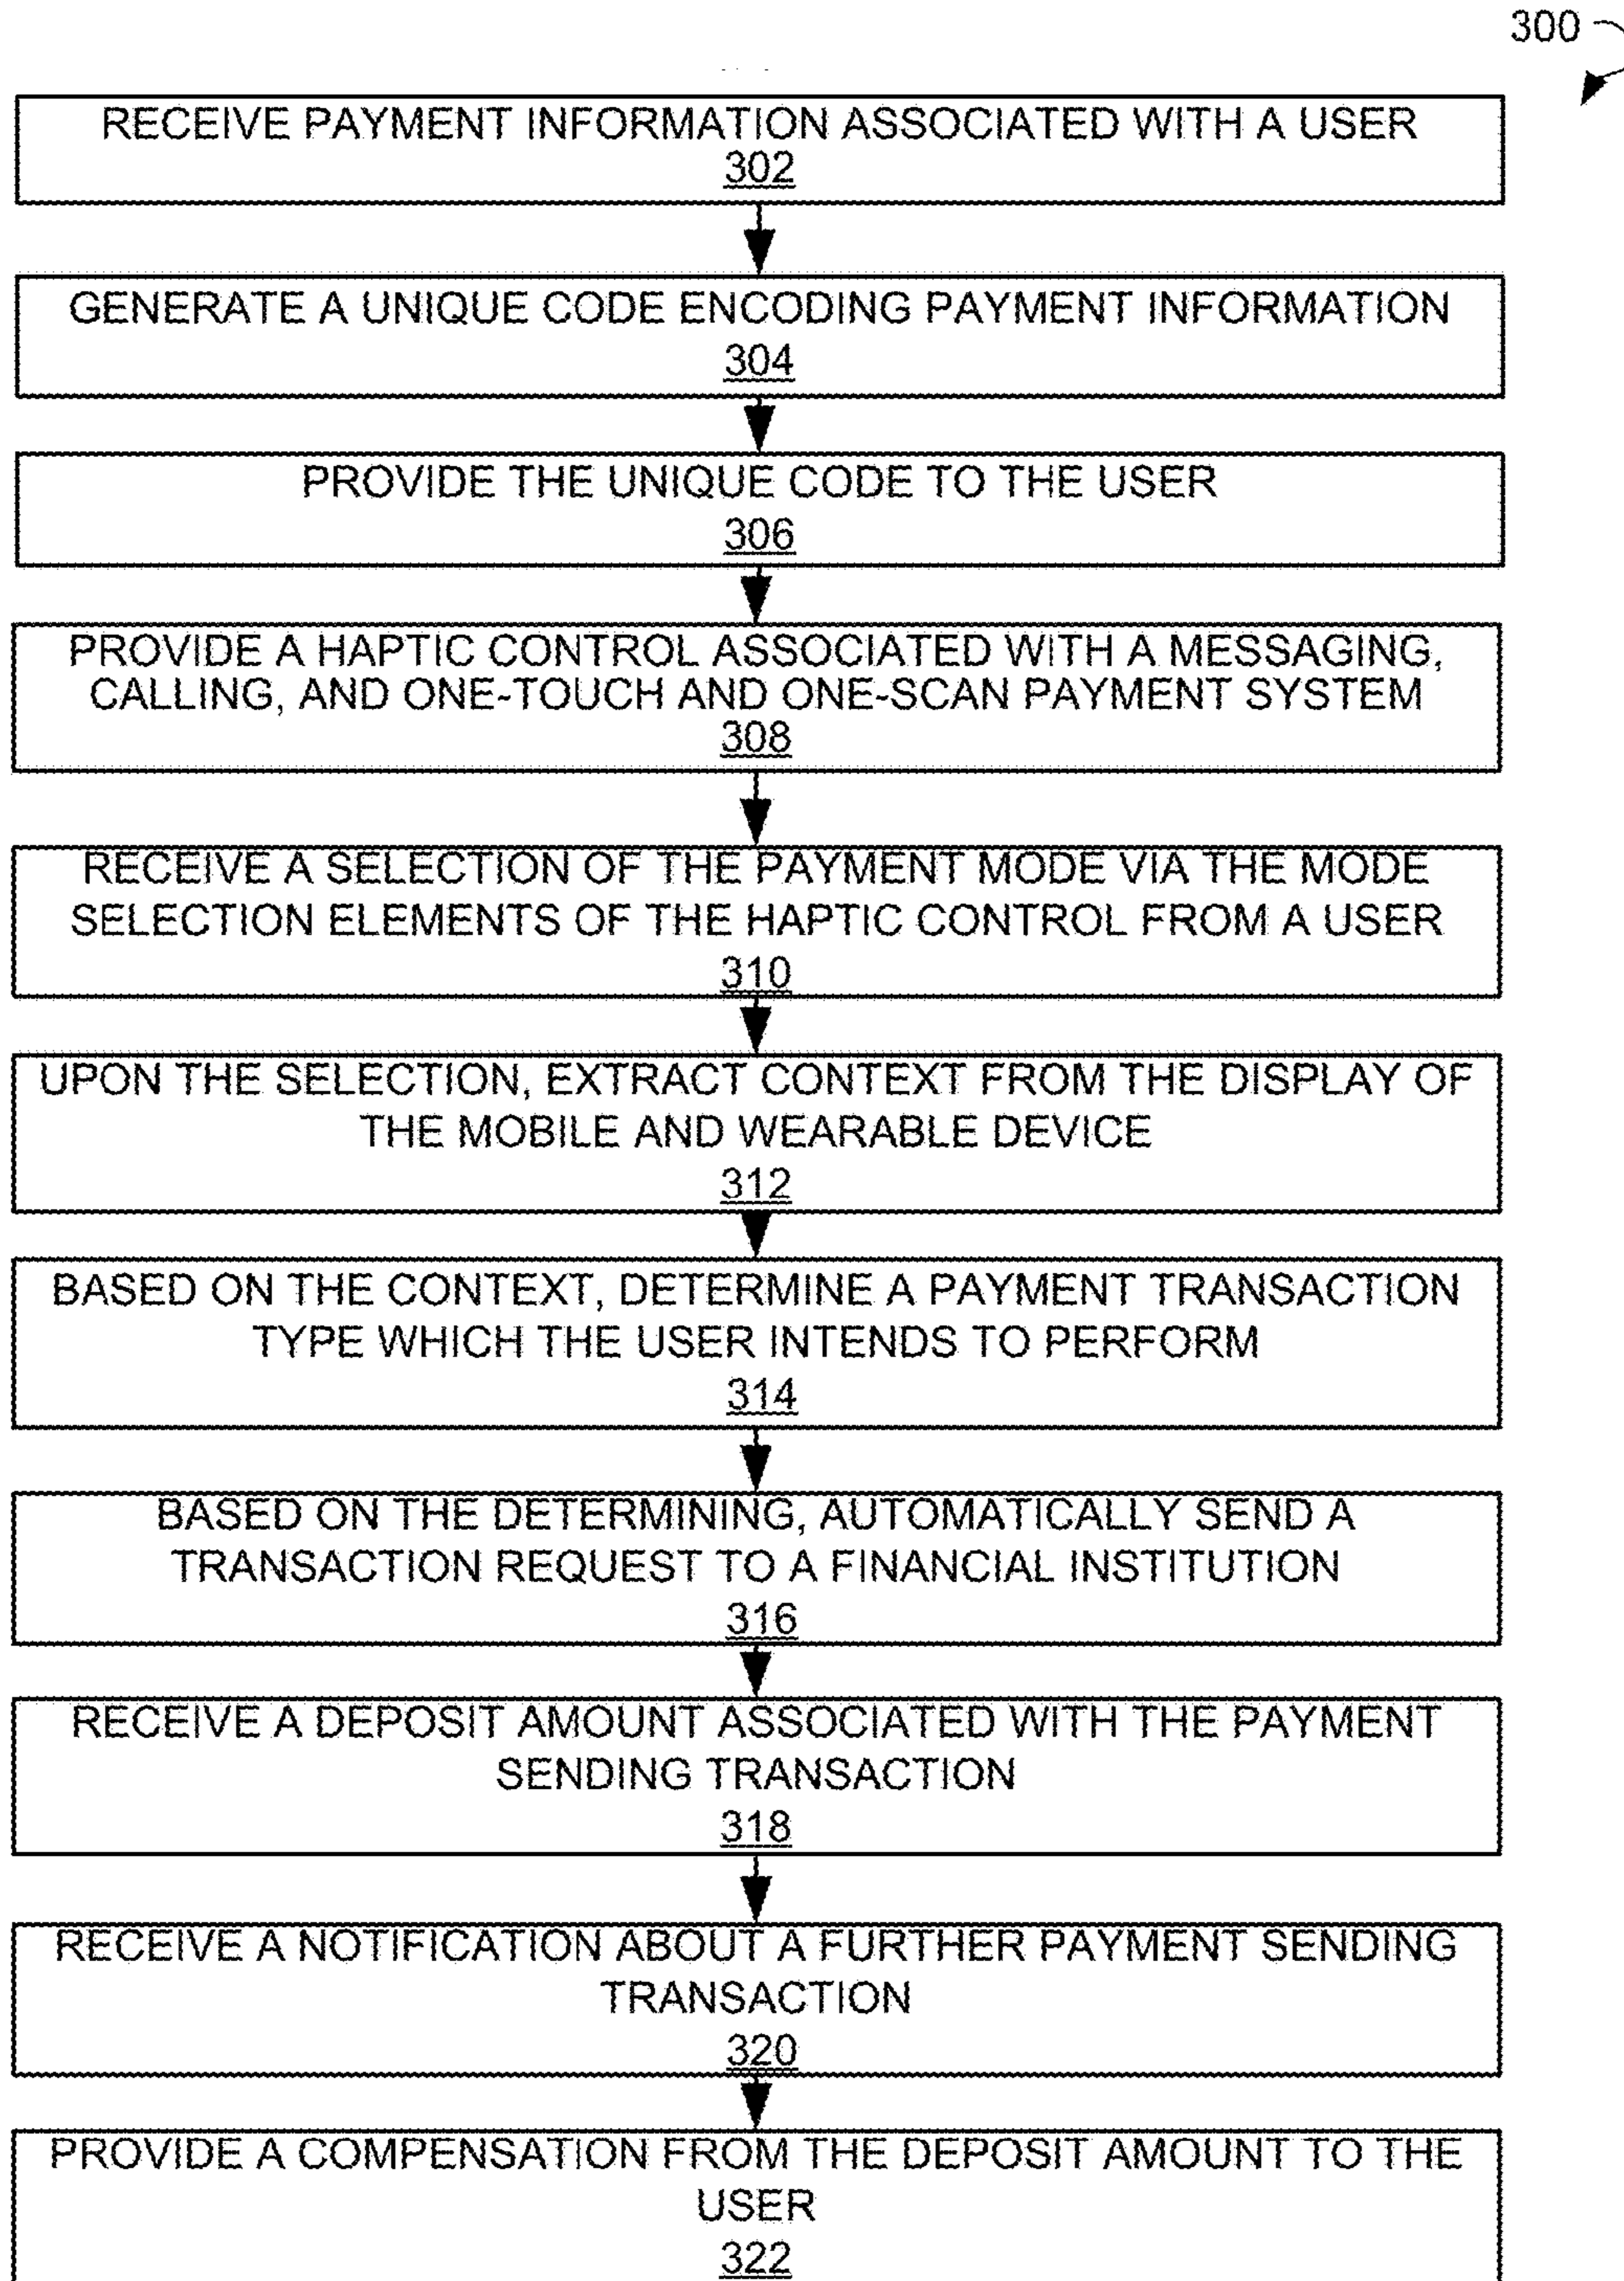 300
RECEIVE PAYMENT INFORMATION ASSOCIATED WITH A USER
302
GENERATE A UNIQUE CODE ENCODING PAYMENT INFORMATION
304
PROVIDE THE UNIQUE CODE TO THE USER
306
PROVIDE A HAPTIC CONTROL ASSOCIATED WITH A MESSAGING,
CALLING, AND ONE-TOUCH AND ONE-SCAN PAYMENT SYSTEM
308
RECEIVE A SELECTION OF THE PAYMENT MODE VIA THE MODE
SELECTION ELEMENTS OF THE HAPTIC CONTROL FROM A USER
310
UPON THE SELECTION, EXTRACT CONTEXT FROM THE DISPLAY OF
THE MOBILE AND WEARABLE DEVICE
312
BASED ON THE CONTEXT, DETERMINE A PAYMENT TRANSACTION
TYPE WHICH THE USER INTENDS TO PERFORM
314
BASED ON THE DETERMINING, AUTOMATICALLY SEND A
TRANSACTION REQUEST TO A FINANCIAL INSTITUTION
316
RECEIVE A DEPOSIT AMOUNT ASSOCIATED WITH THE PAYMENT
SENDING TRANSACTION
318
RECEIVE A NOTIFICATION ABOUT A FURTHER PAYMENT SENDING
TRANSACTION
320
PROVIDE A COMPENSATION FROM THE DEPOSIT AMOUNT TO THE
USER
322